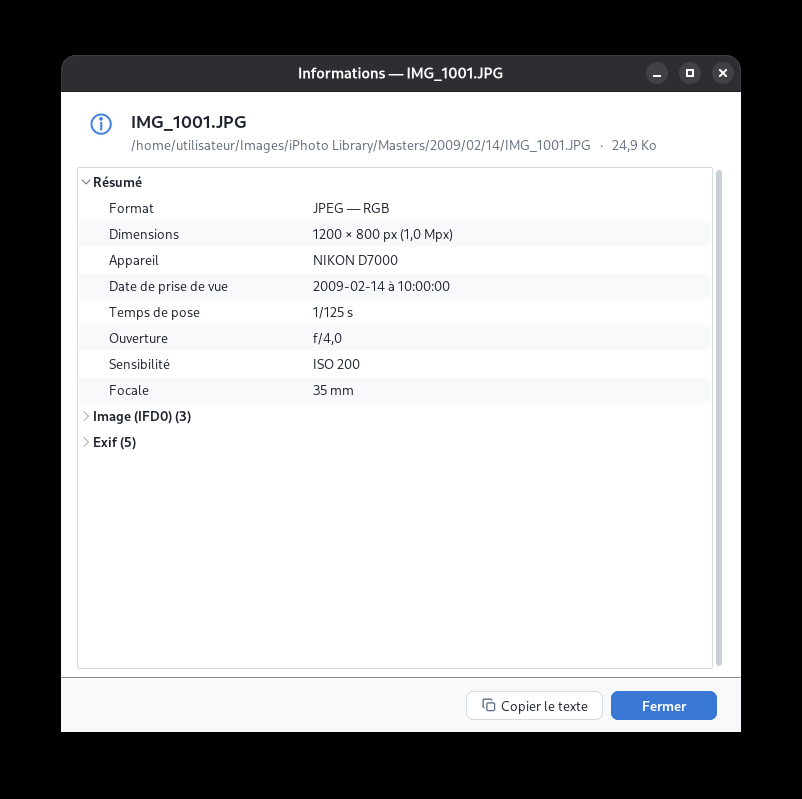 Informations — IMG_1001.JPG
IMG_1001.JPG
/home/utilisateur/Images/iPhoto Library/Masters/2009/02/14/IMG_1001.JPG · 24,9 Ko
Résumé
Format JPEG — RGB
Dimensions 1200 × 800 px (1,0 Mpx)
Appareil NIKON D7000
Date de prise de vue 2009-02-14 à 10:00:00
Temps de pose 1/125 s
Ouverture f/4,0
Sensibilité ISO 200
Focale 35 mm
Image (IFD0) (3)
Exif (5)
Copier le texte Fermer